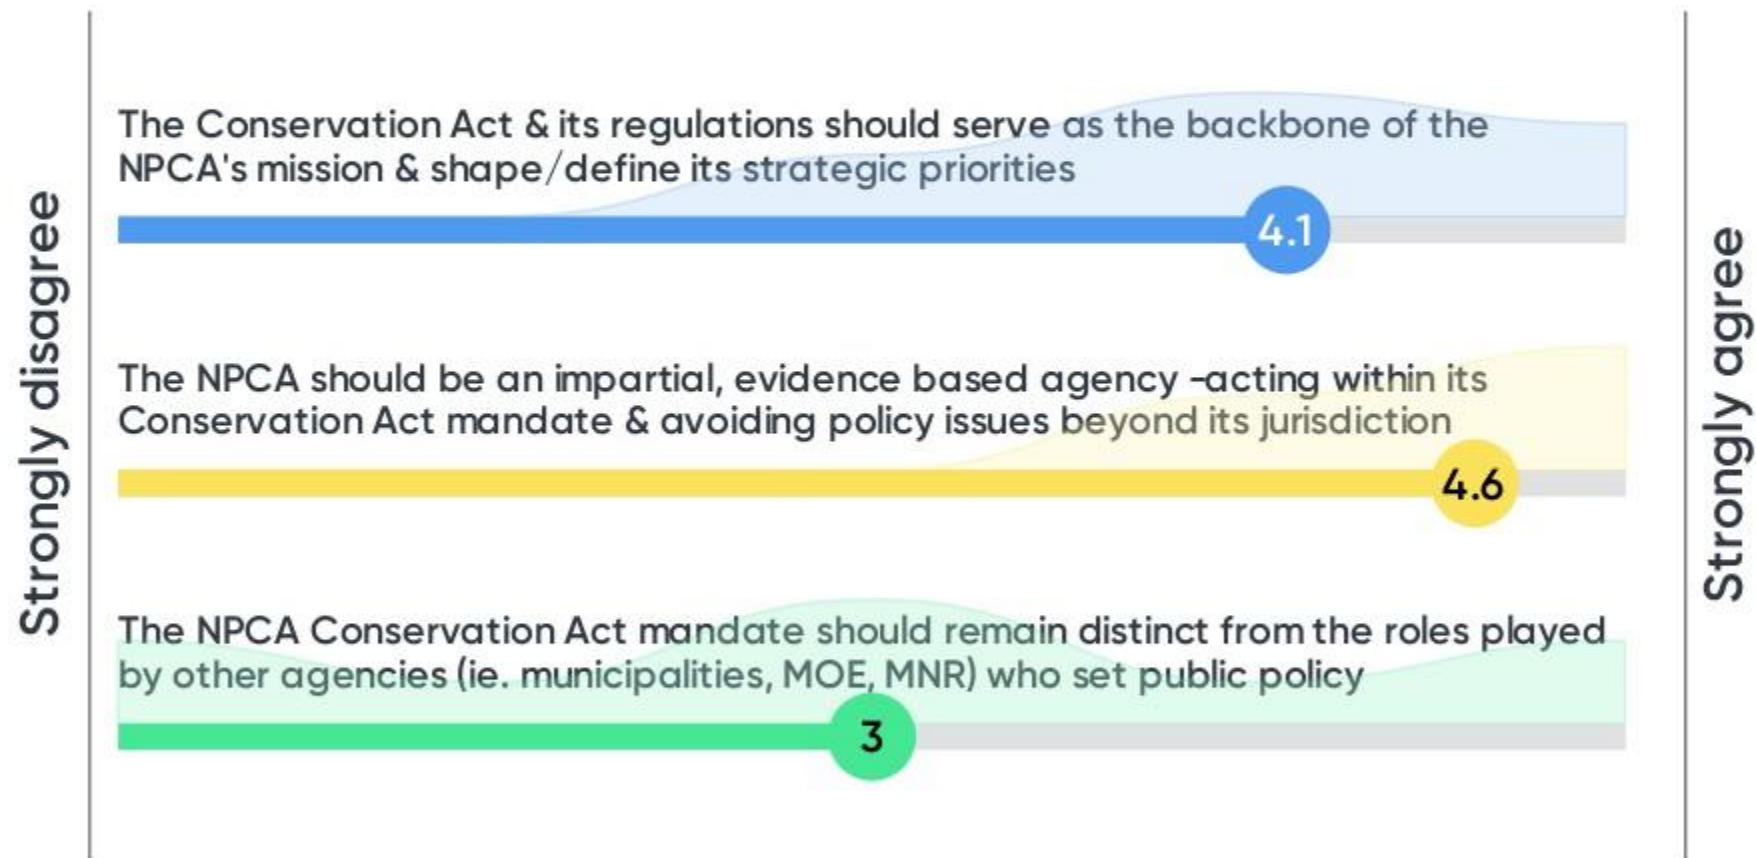 The Conservation Act & its regulations should serve as the backbone of the
NPCA's mission & shape/define its strategic priorities
4.1
Strongly disagree
Strongly agree
The NPCA should be an impartial, evidence based agency -acting within its
Conservation Act mandate & avoiding policy issues beyond its jurisdiction
4.6
The NPCA Conservation Act mandate should remain distinct from the roles played
by other agencies (ie. municipalities, MOE, MNR) who set public policy
3